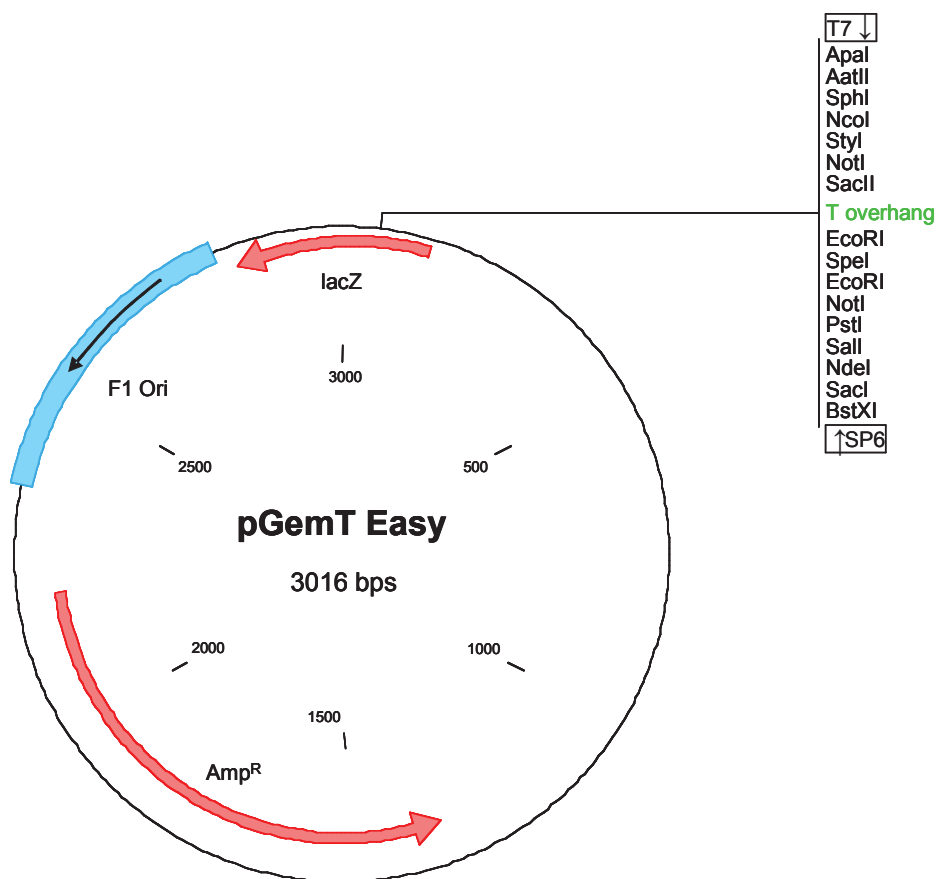 T7 ↓
ApaI
AatII
SphI
NcoI
StyI
NotI
SacII
T overhang
EcoRI
SpeI
EcoRI
NotI
PstI
SalI
NdeI
SacI
BstXI
↑SP6
lacZ
3000
F1 Ori
2500
500
pGemT Easy
3016 bps
2000
1000
1500
AmpR